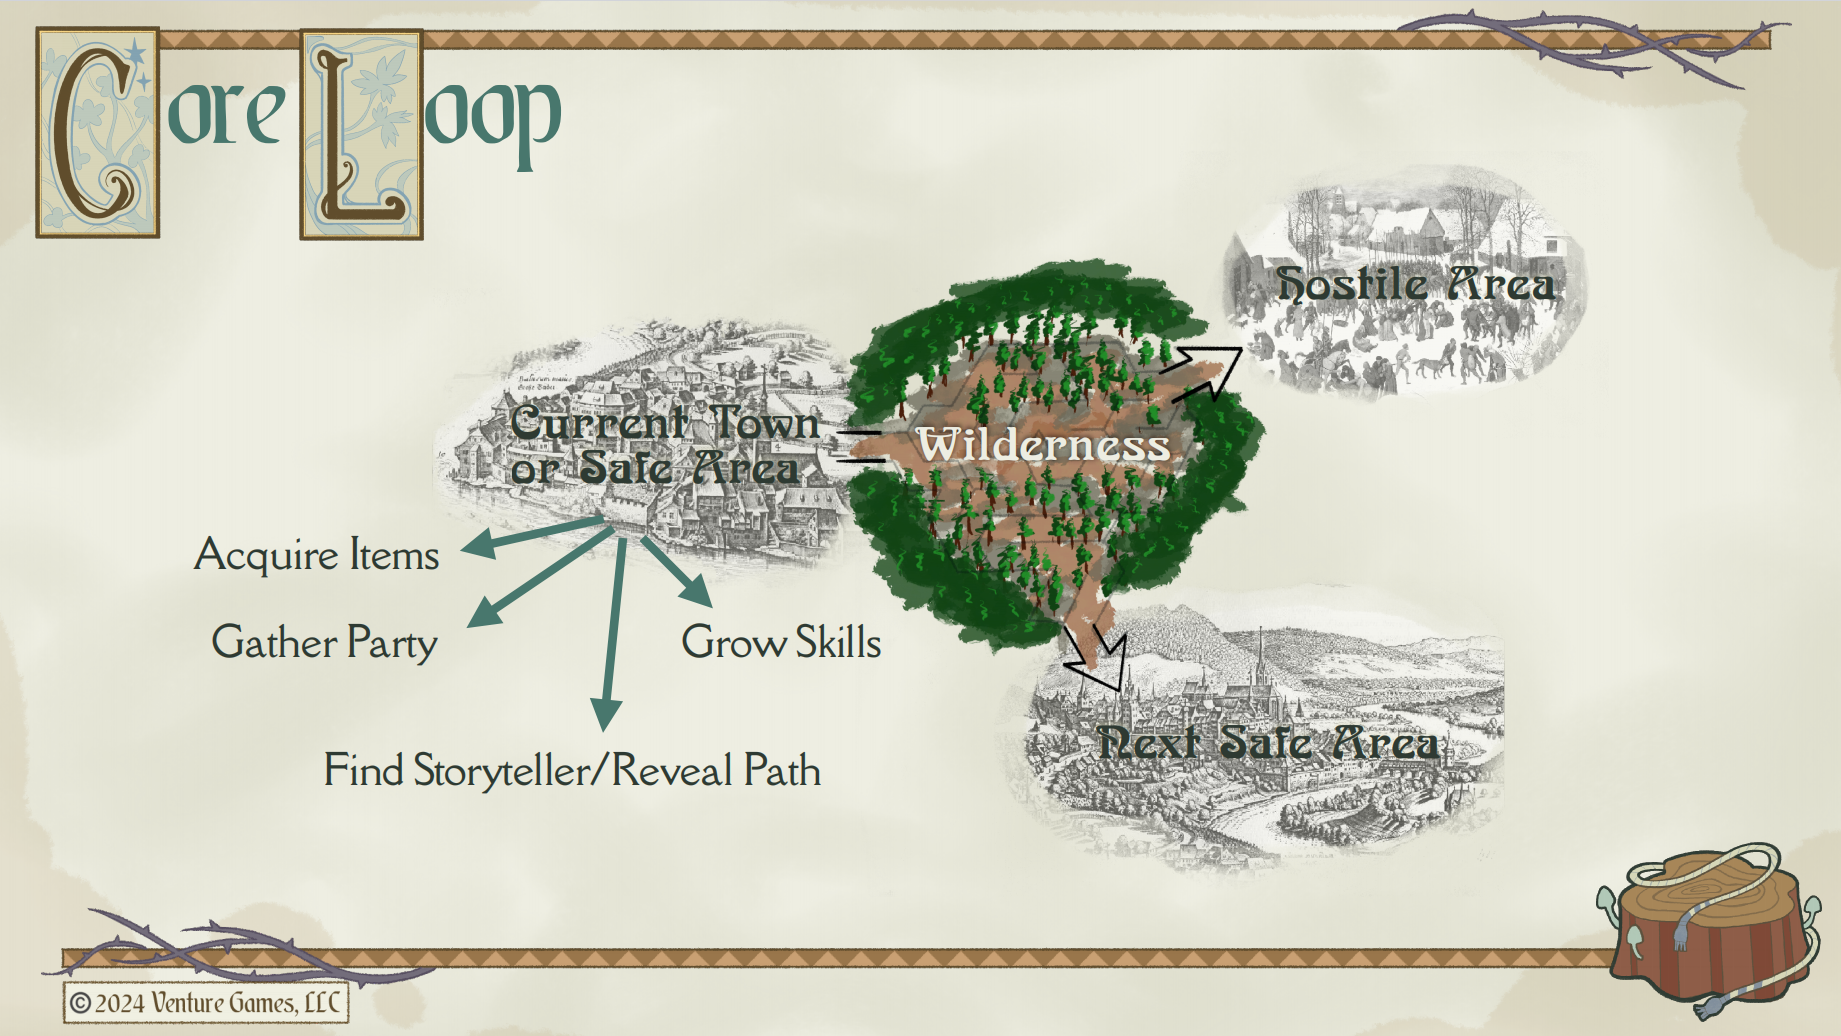 Core Loop
Hostile Area
Current Town
or Safe Area
Wilderness
Acquire Items
Gather Party
Grow Skills
Find Storyteller/Reveal Path
Next Safe Area
© 2024 Venture Games, LLC